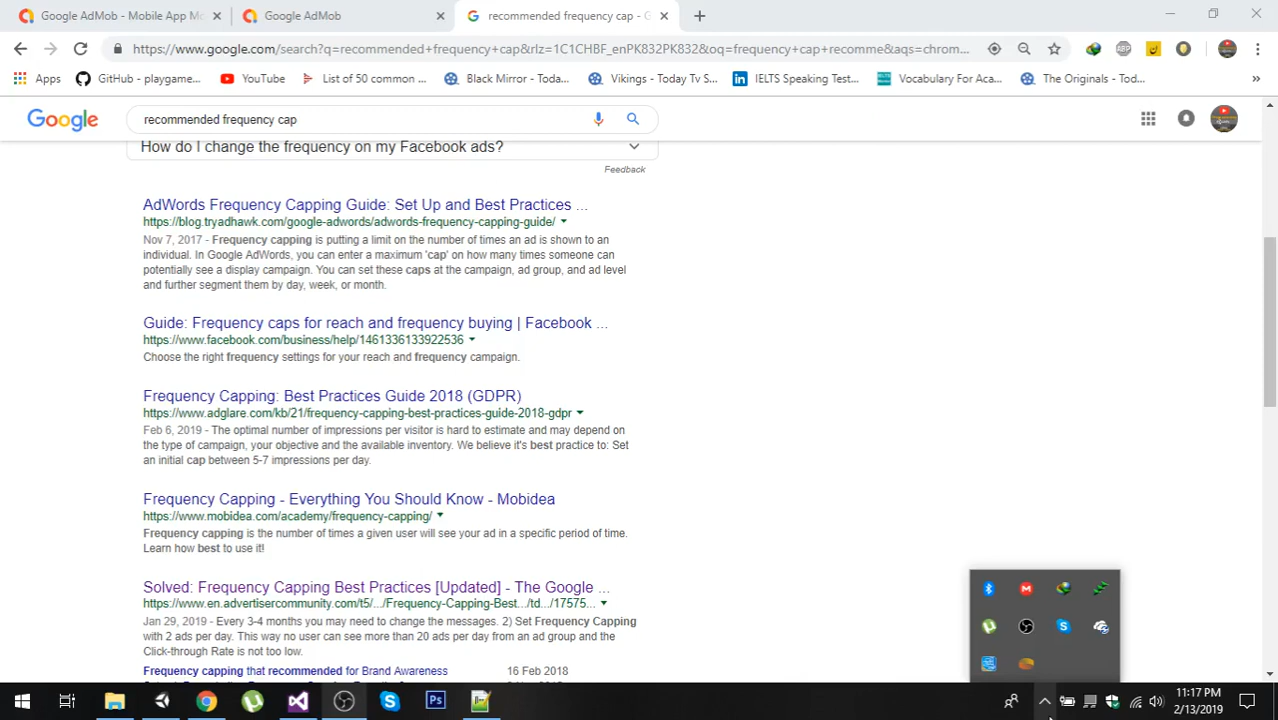 Google AdMob - Mobile App Mo
Google AdMob
recommended frequency cap - G
https://www.google.com/search?q=recommended+frequency+cap&rlz=1C1CHBF_enPK832PK832&oq=frequency+cap+recomme&aqs=chrom...
Apps
GitHub - playgame...
YouTube
List of 50 common ...
Black Mirror - Toda...
Vikings - Today Tv S...
IELTS Speaking Test...
Vocabulary For Aca...
The Originals - Tod...
»
Google
recommended frequency cap
How do I change the frequency on my Facebook ads?
Feedback
AdWords Frequency Capping Guide: Set Up and Best Practices ...
https://blog.tryadhawk.com/google-adwords/adwords-frequency-capping-guide/
Nov 7, 2017 - Frequency capping is putting a limit on the number of times an ad is shown to an
individual. In Google AdWords, you can enter a maximum 'cap' on how many times someone can
potentially see a display campaign. You can set these caps at the campaign, ad group, and ad level
and further segment them by day, week, or month.
Guide: Frequency caps for reach and frequency buying | Facebook ...
https://www.facebook.com/business/help/1461336133922536
Choose the right frequency settings for your reach and frequency campaign.
Frequency Capping: Best Practices Guide 2018 (GDPR)
https://www.adglare.com/kb/21/frequency-capping-best-practices-guide-2018-gdpr
Feb 6, 2019 - The optimal number of impressions per visitor is hard to estimate and may depend on
the type of campaign, your objective and the available inventory. We believe it's best practice to: Set
an initial cap between 5-7 impressions per day.
Frequency Capping - Everything You Should Know - Mobidea
https://www.mobidea.com/academy/frequency-capping/
Frequency capping is the number of times a given user will see your ad in a specific period of time.
Learn how best to use it!
Solved: Frequency Capping Best Practices [Updated] - The Google ...
https://www.en.advertisercommunity.com/t5/.../Frequency-Capping-Best.../td.../17575...
Jan 29, 2019 - Every 3-4 months you may need to change the messages. 2) Set Frequency Capping
with 2 ads per day. This way no user can see more than 20 ads per day from an ad group and the
Click-through Rate is not too low.
Frequency capping that recommended for Brand Awareness
16 Feb 2018
11:17 PM
2/13/2019